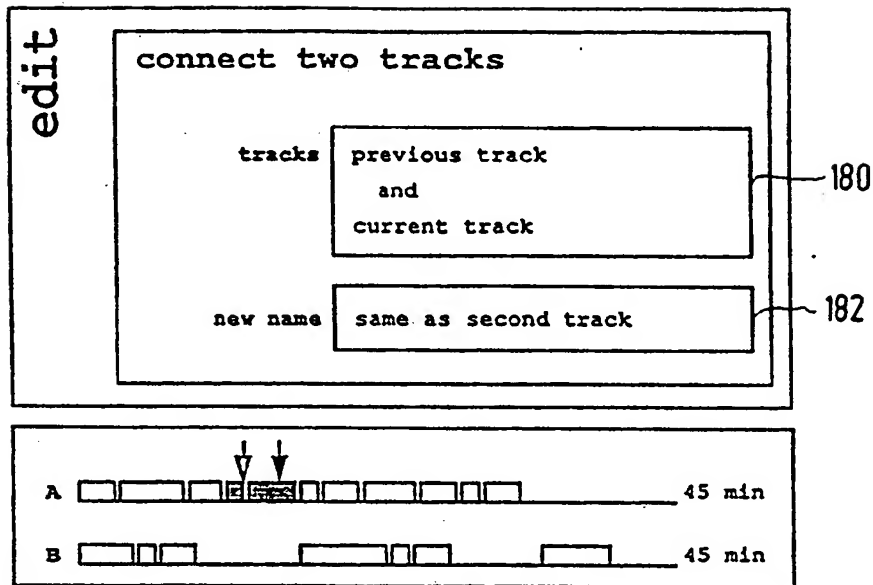 edit
connect two tracks
tracks
previous track
and
current track
180
new name
same as second track
182
A
45 min
B
45 min